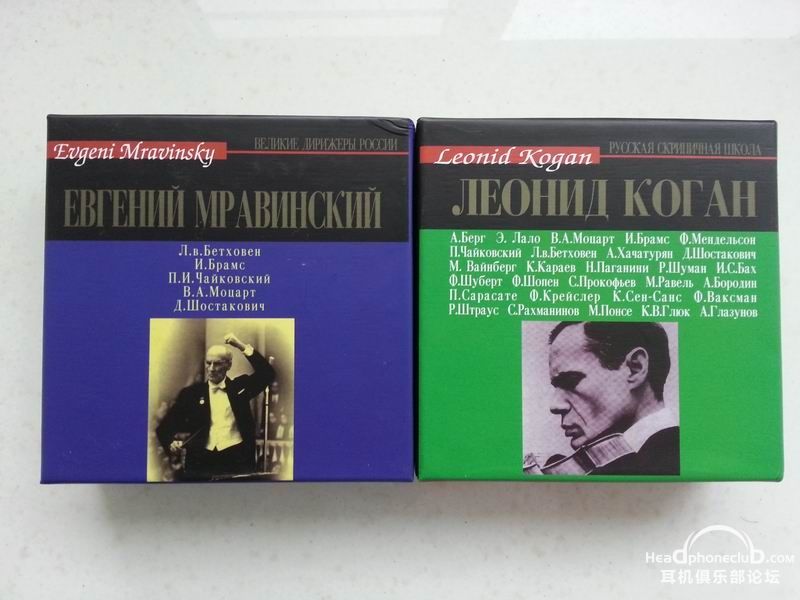 Evgeni Mravinsky
ВЕЛИКИЕ ДИРИЖЕРЫ РОССИИ
ЕВГЕНИЙ МРАВИНСКИЙ
Л.в.Бетховен
И.Брамс
П.И.Чайковский
В.А.Моцарт
Д.Шостакович
Leonid Kogan
РУССКАЯ СКРИПИЧНАЯ ШКОЛА
ЛЕОНИД КОГАН
А.Берг Э. Лало В.А.Моцарт И.Брамс Ф.Мендельсон
П.Чайковский Л.в.Бетховен А.Хачатурян Д.Шостакович
М. Вайнберг К.Караев Н.Паганини Р.Шуман И.С.Бах
Ф.Шуберт Ф.Шопен С.Прокофьев М.Равель А.Бородин
П.Сарасате Ф.Крейслер К.Сен-Санс Ф.Ваксман
Р.Штраус С.Рахманинов М.Понсе К.В.Глюк А.Глазунов
Headphoneclub.com
耳机俱乐部论坛